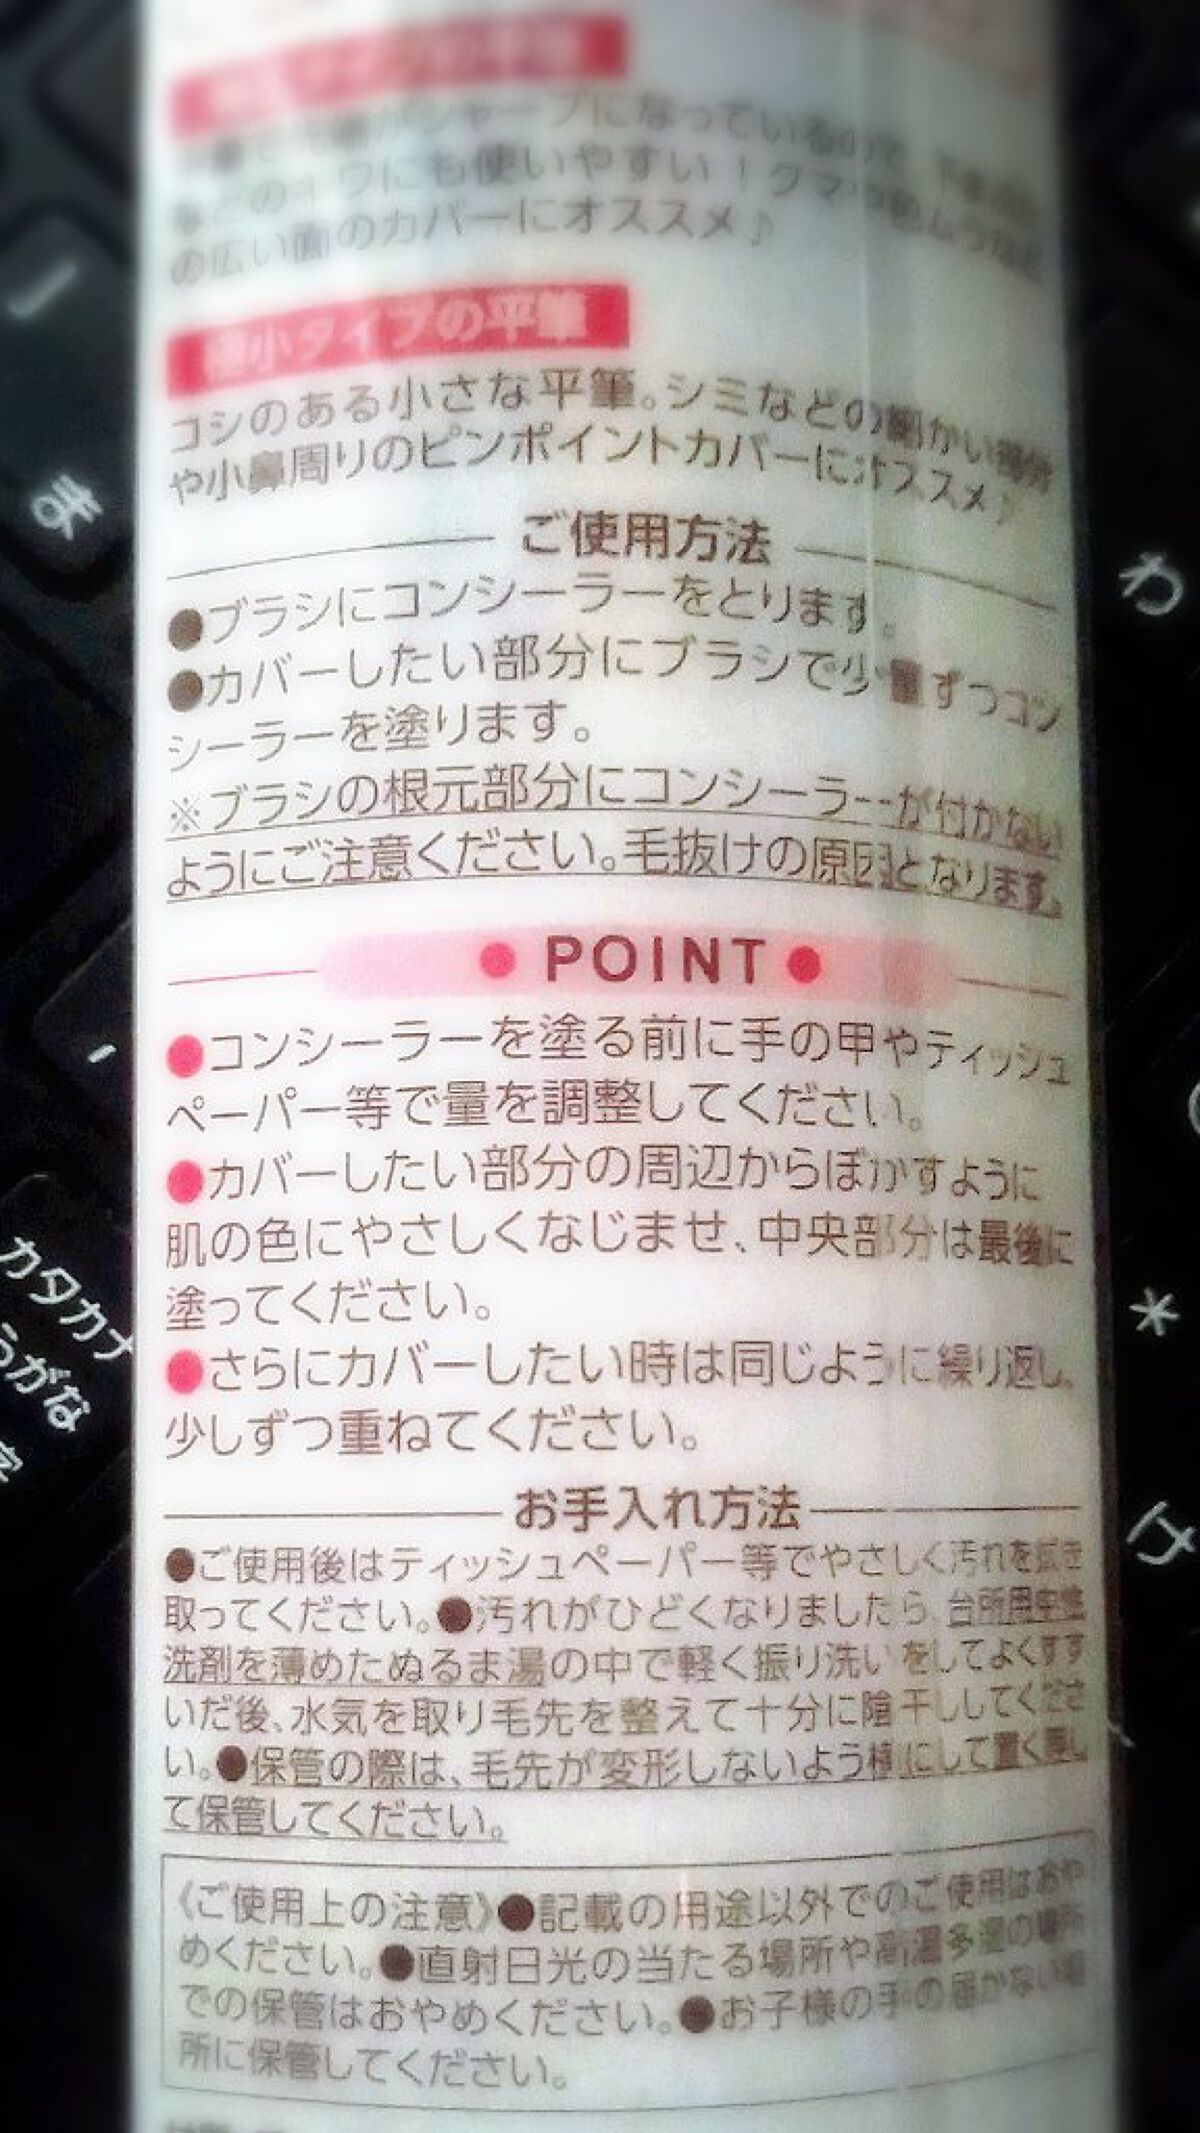 シャープになっているので
にも使いやすい！クマや色ムラなど
の広い面のカバーにオススメ♪
極小タイプの平筆
コシのある小さな平筆。シミなどの細かい部分
や小鼻周りのピンポイントカバーにオススメ♪
ご使用方法
●ブラシにコンシーラーをとります。
●カバーしたい部分にブラシで少量ずつコン
シーラーを塗ります。
※ブラシの根元部分にコンシーラーが付かない
ようにご注意ください。毛抜けの原因となります。
●POINT●
●コンシーラーを塗る前に手の甲やティッシュ
ペーパー等で量を調整してください。
●カバーしたい部分の周辺からぼかすように
肌の色にやさしくなじませ、中央部分は最後に
塗ってください。
●さらにカバーしたい時は同じように繰り返し、
少しずつ重ねてください。
お手入れ方法
●ご使用後はティッシュペーパー等でやさしく汚れを拭き
取ってください。●汚れがひどくなりましたら、台所用中性
洗剤を薄めたぬるま湯の中で軽く振り洗いをしてよくすす
いだ後、水気を取り毛先を整えて十分に陰干ししてくださ
い。●保管の際は、毛先が変形しないよう横にして置く
て保管してください。
《ご使用上の注意》●記載の用途以外でのご使用はおや
めください。●直射日光の当たる場所や高温多湿の場所
での保管はおやめください。●お子様の手の届かない場
所に保管してください。
ま
わ
カタカナ
らがな
*
け